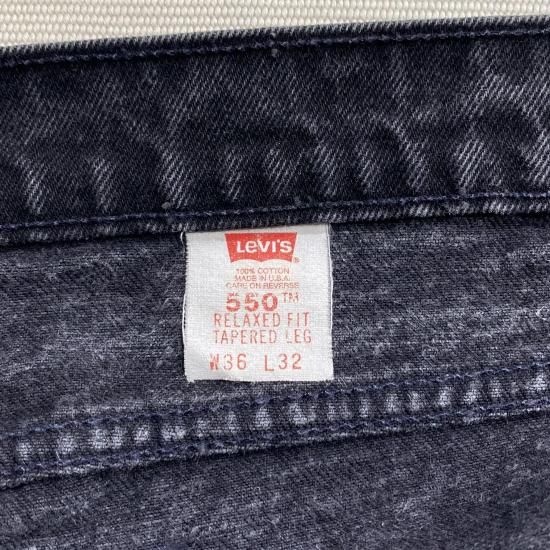 LEVI'S
®
100% COTTON
MADE IN U.S.A.
CARE ON REVERSE
550™
RELAXED FIT
TAPERED LEG
W36 L32